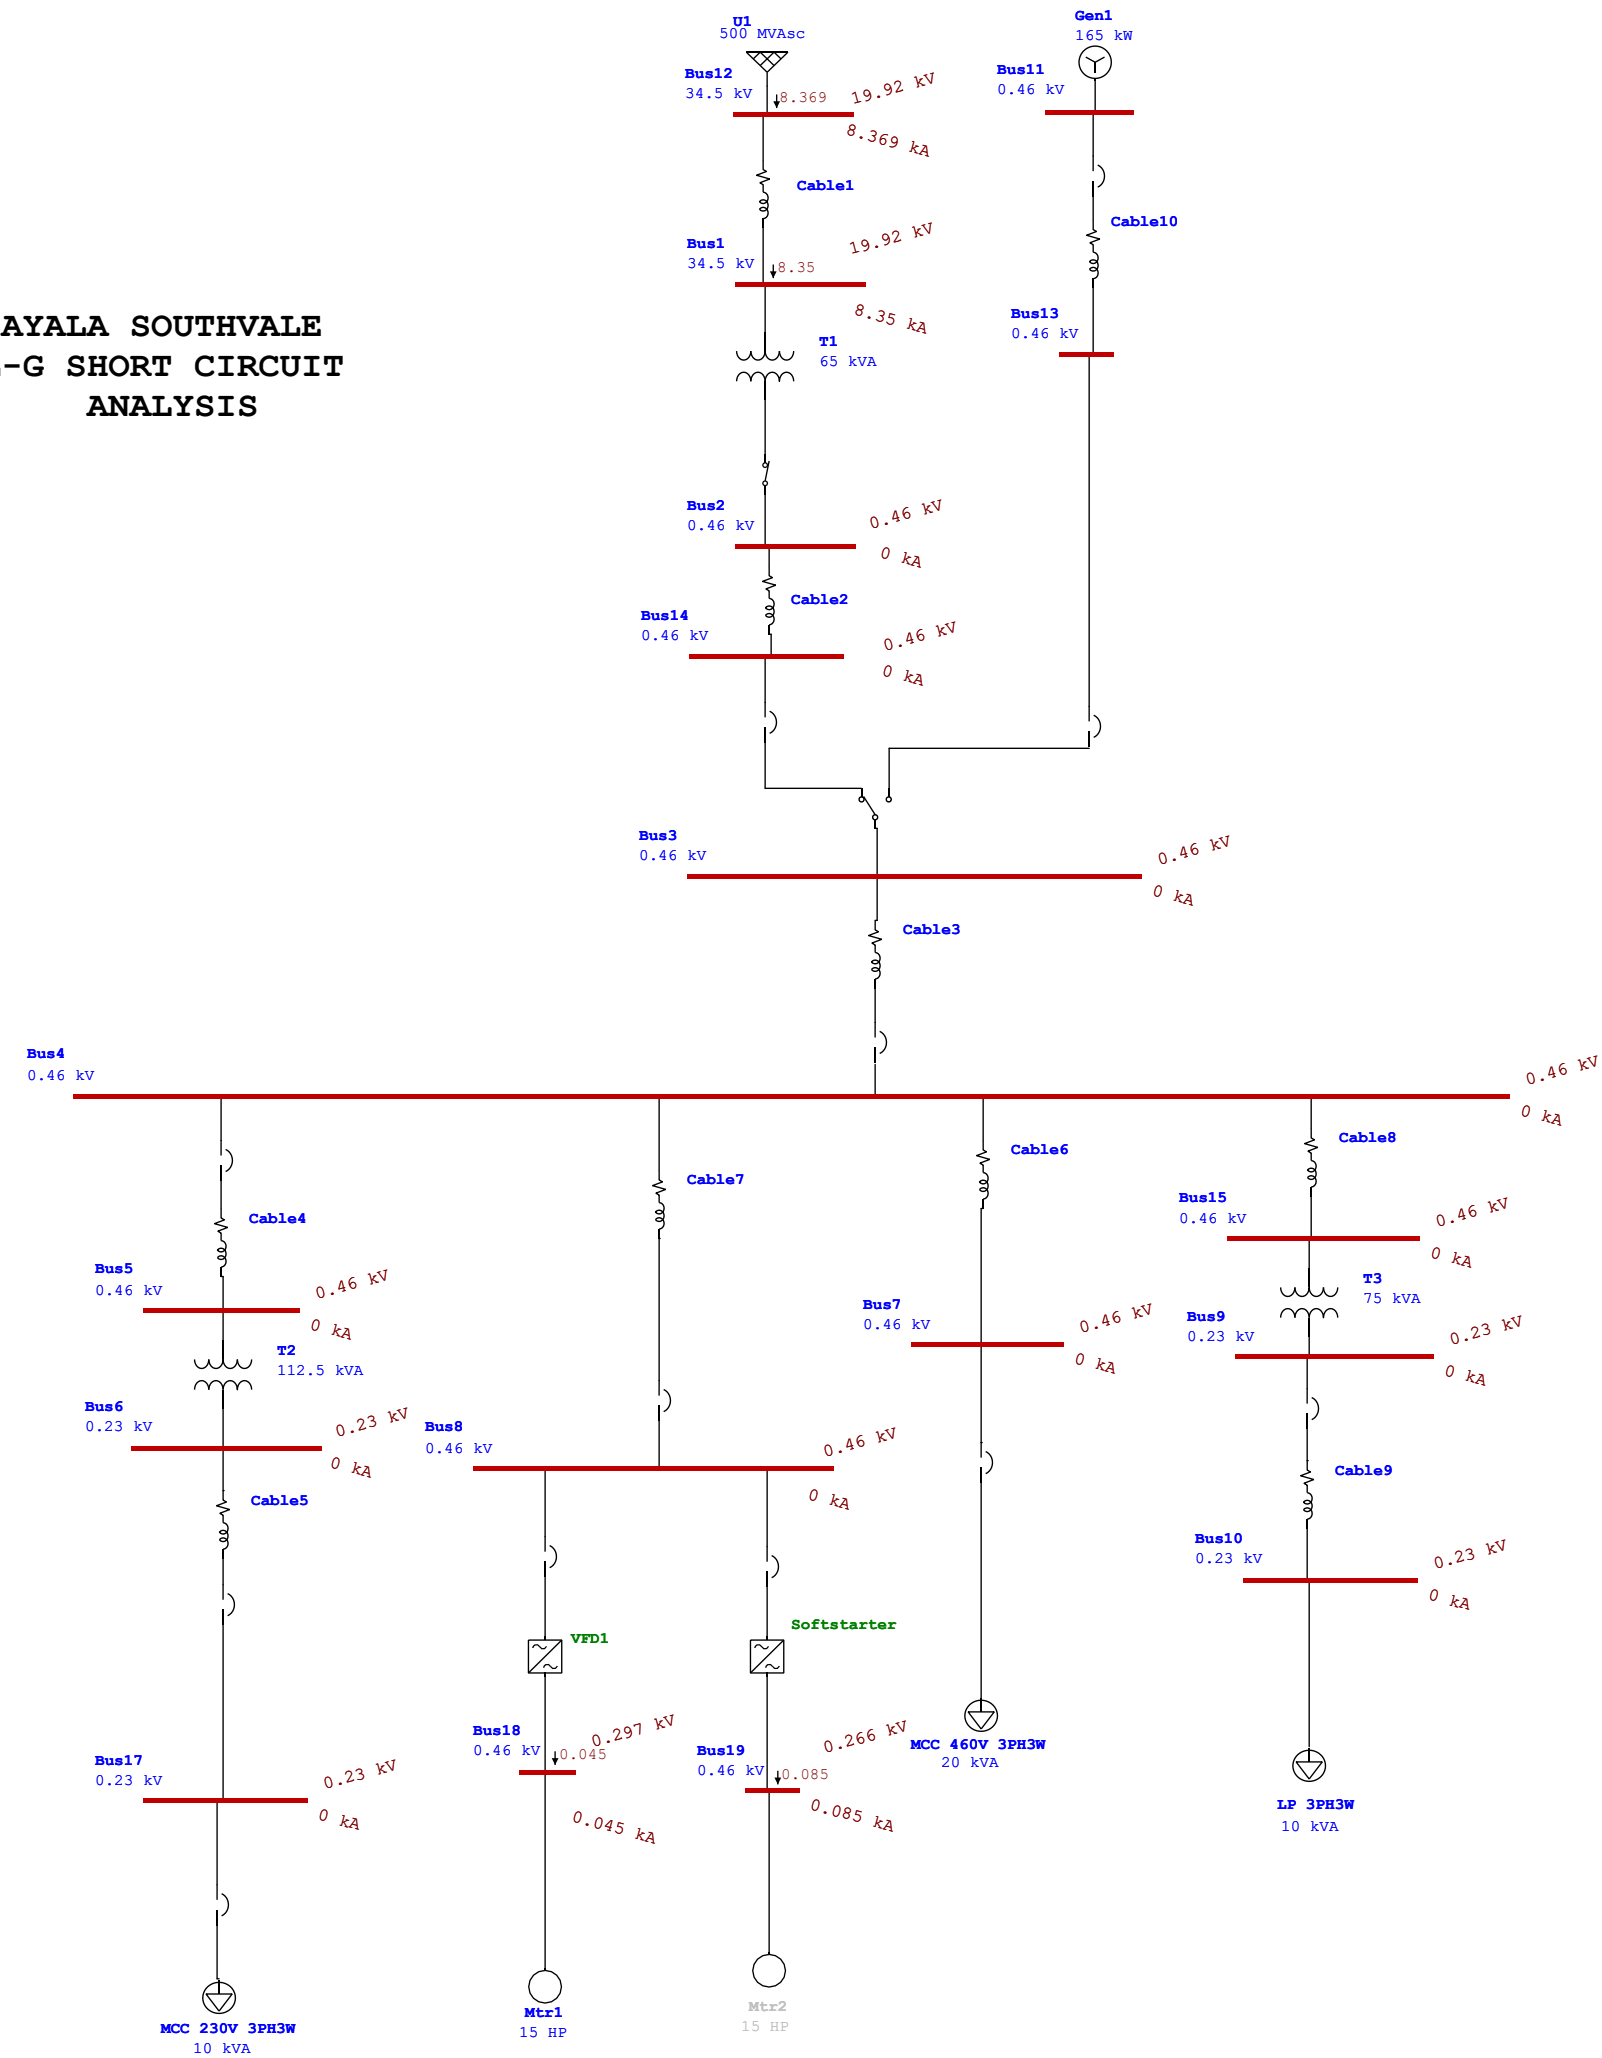 U1
500 MVAsc
Gen1
165 kW
Bus12
34.5 kV
8.369
19.92 kV
8.369 kA
Bus11
0.46 kV
Cable1
Cable10
Bus1
34.5 kV
8.35
19.92 kV
8.35 kA
Bus13
0.46 kV
AYALA SOUTHVALE
-G SHORT CIRCUIT
ANALYSIS
T1
65 kVA
Bus2
0.46 kV
0.46 kV
0 kA
Cable2
Bus14
0.46 kV
0.46 kV
0 kA
Bus3
0.46 kV
0.46 kV
0 kA
Cable3
Bus4
0.46 kV
0.46 kV
0 kA
Cable4
Cable7
Cable6
Cable8
Bus15
0.46 kV
0.46 kV
0 kA
Bus5
0.46 kV
0.46 kV
0 kA
T3
75 kVA
Bus7
0.46 kV
0.46 kV
0 kA
Bus9
0.23 kV
0.23 kV
0 kA
T2
112.5 kVA
Bus6
0.23 kV
0.23 kV
0 kA
Bus8
0.46 kV
0.46 kV
0 kA
Cable5
Cable9
Bus10
0.23 kV
0.23 kV
0 kA
VFD1
Softstarter
Bus18
0.46 kV
0.045
0.297 kV
0.045 kA
Bus19
0.46 kV
0.085
0.266 kV
0.085 kA
MCC 460V 3PH3W
20 kVA
Bus17
0.23 kV
0.23 kV
0 kA
LP 3PH3W
10 kVA
Mtr1
15 HP
Mtr2
15 HP
MCC 230V 3PH3W
10 kVA